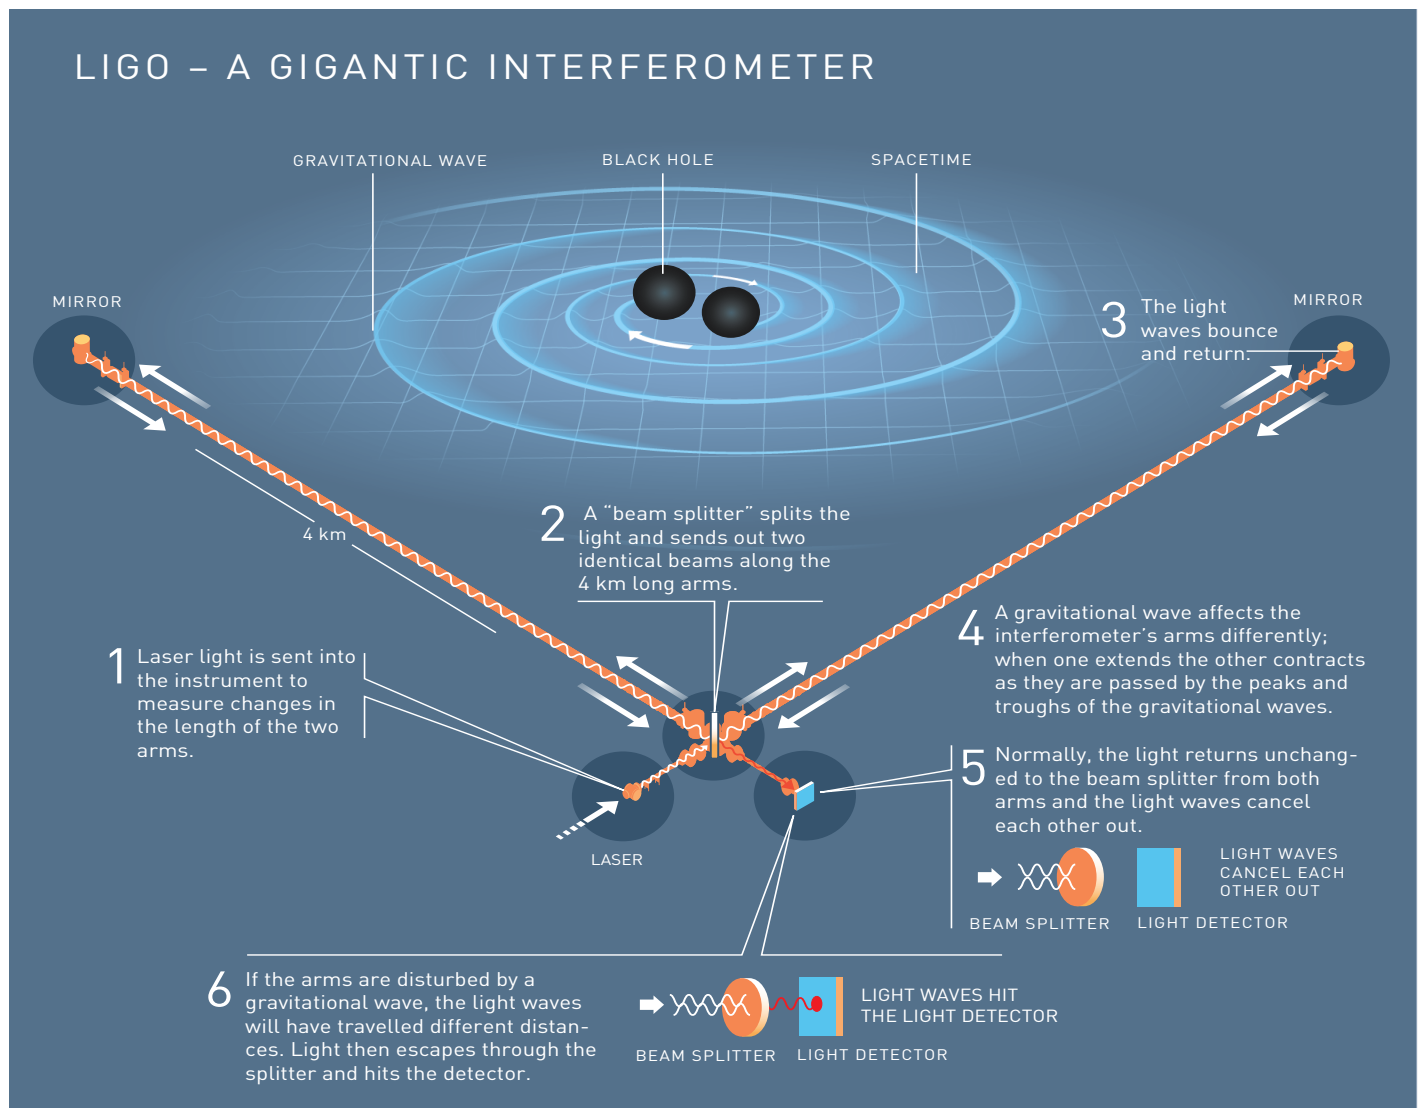 LIGO – A GIGANTIC INTERFEROMETER
GRAVITATIONAL WAVE
BLACK HOLE
SPACETIME
MIRROR
MIRROR
3
The light
waves bounce
and return.
4 km
2
A “beam splitter” splits the
light and sends out two
identical beams along the
4 km long arms.
1
Laser light is sent into
the instrument to
measure changes in
the length of the two
arms.
4
A gravitational wave affects the
interferometer’s arms differently;
when one extends the other contracts
as they are passed by the peaks and
troughs of the gravitational waves.
LASER
5
Normally, the light returns unchang-
ed to the beam splitter from both
arms and the light waves cancel
each other out.
LIGHT WAVES
CANCEL EACH
OTHER OUT
BEAM SPLITTER
LIGHT DETECTOR
6
If the arms are disturbed by a
gravitational wave, the light waves
will have travelled different distan-
ces. Light then escapes through the
splitter and hits the detector.
LIGHT WAVES HIT
THE LIGHT DETECTOR
BEAM SPLITTER
LIGHT DETECTOR